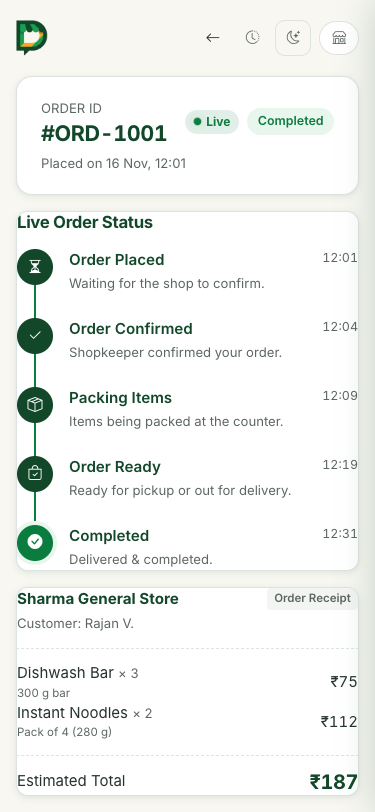 ORDER ID
#ORD-1001
Live
Completed
Placed on 16 Nov, 12:01
Live Order Status
Order Placed 12:01
Waiting for the shop to confirm.
Order Confirmed 12:04
Shopkeeper confirmed your order.
Packing Items 12:09
Items being packed at the counter.
Order Ready 12:19
Ready for pickup or out for delivery.
Completed 12:31
Delivered & completed.
Sharma General Store Order Receipt
Customer: Rajan V.
Dishwash Bar × 3 ₹75
300 g bar
Instant Noodles × 2 ₹112
Pack of 4 (280 g)
Estimated Total ₹187